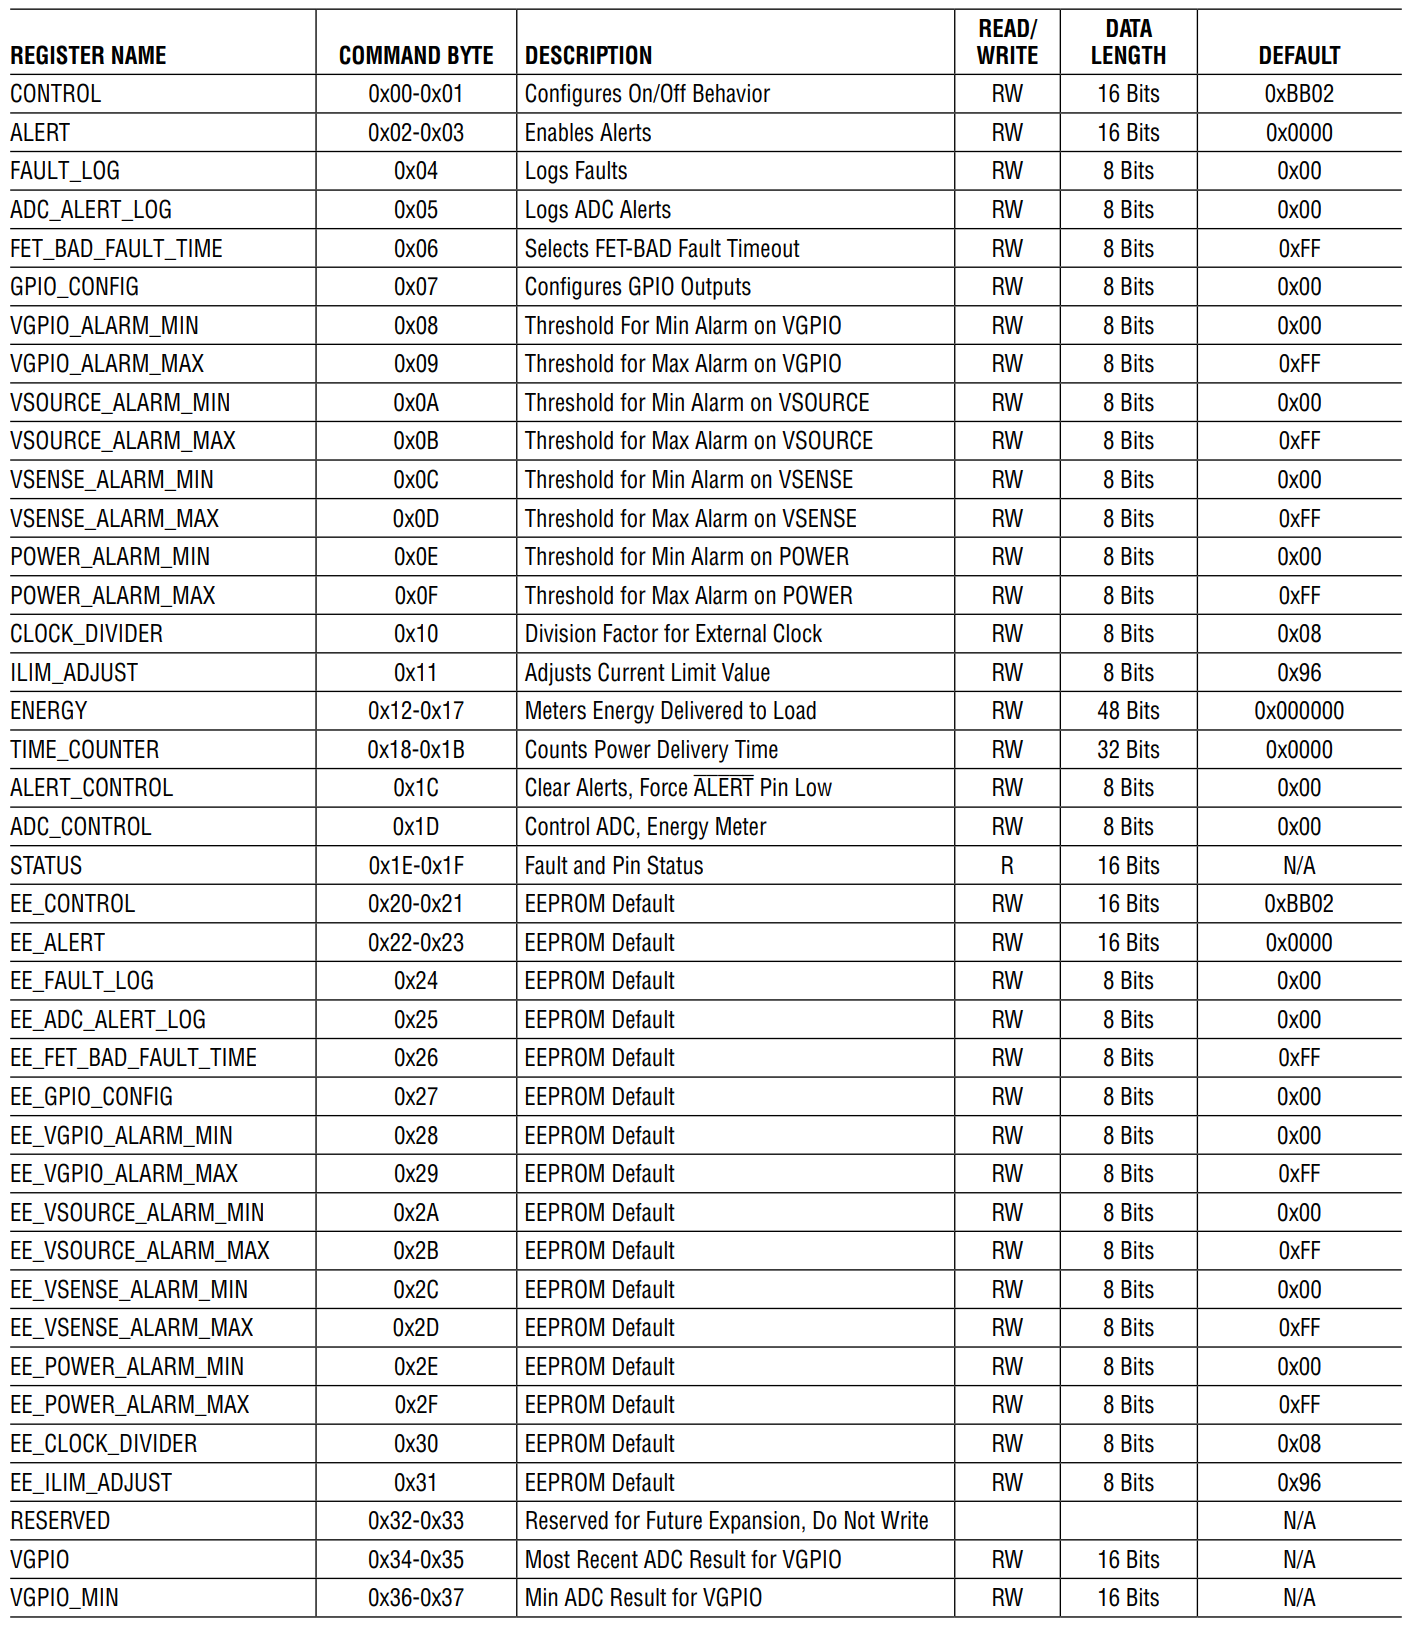 REGISTER NAME COMMAND BYTE DESCRIPTION READ/WRITE DATA LENGTH DEFAULT
CONTROL 0x00-0x01 Configures On/Off Behavior RW 16 Bits 0xBB02
ALERT 0x02-0x03 Enables Alerts RW 16 Bits 0x0000
FAULT_LOG 0x04 Logs Faults RW 8 Bits 0x00
ADC_ALERT_LOG 0x05 Logs ADC Alerts RW 8 Bits 0x00
FET_BAD_FAULT_TIME 0x06 Selects FET-BAD Fault Timeout RW 8 Bits 0xFF
GPIO_CONFIG 0x07 Configures GPIO Outputs RW 8 Bits 0x00
VGPIO_ALARM_MIN 0x08 Threshold For Min Alarm on VGPIO RW 8 Bits 0x00
VGPIO_ALARM_MAX 0x09 Threshold for Max Alarm on VGPIO RW 8 Bits 0xFF
VSOURCE_ALARM_MIN 0x0A Threshold for Min Alarm on VSOURCE RW 8 Bits 0x00
VSOURCE_ALARM_MAX 0x0B Threshold for Max Alarm on VSOURCE RW 8 Bits 0xFF
VSENSE_ALARM_MIN 0x0C Threshold for Min Alarm on VSENSE RW 8 Bits 0x00
VSENSE_ALARM_MAX 0x0D Threshold for Max Alarm on VSENSE RW 8 Bits 0xFF
POWER_ALARM_MIN 0x0E Threshold for Min Alarm on POWER RW 8 Bits 0x00
POWER_ALARM_MAX 0x0F Threshold for Max Alarm on POWER RW 8 Bits 0xFF
CLOCK_DIVIDER 0x10 Division Factor for External Clock RW 8 Bits 0x08
ILIM_ADJUST 0x11 Adjusts Current Limit Value RW 8 Bits 0x96
ENERGY 0x12-0x17 Meters Energy Delivered to Load RW 48 Bits 0x000000
TIME_COUNTER 0x18-0x1B Counts Power Delivery Time RW 32 Bits 0x0000
ALERT_CONTROL 0x1C Clear Alerts, Force ALERT Pin Low RW 8 Bits 0x00
ADC_CONTROL 0x1D Control ADC, Energy Meter RW 8 Bits 0x00
STATUS 0x1E-0x1F Fault and Pin Status R 16 Bits N/A
EE_CONTROL 0x20-0x21 EEPROM Default RW 16 Bits 0xBB02
EE_ALERT 0x22-0x23 EEPROM Default RW 16 Bits 0x0000
EE_FAULT_LOG 0x24 EEPROM Default RW 8 Bits 0x00
EE_ADC_ALERT_LOG 0x25 EEPROM Default RW 8 Bits 0x00
EE_FET_BAD_FAULT_TIME 0x26 EEPROM Default RW 8 Bits 0xFF
EE_GPIO_CONFIG 0x27 EEPROM Default RW 8 Bits 0x00
EE_VGPIO_ALARM_MIN 0x28 EEPROM Default RW 8 Bits 0x00
EE_VGPIO_ALARM_MAX 0x29 EEPROM Default RW 8 Bits 0xFF
EE_VSOURCE_ALARM_MIN 0x2A EEPROM Default RW 8 Bits 0x00
EE_VSOURCE_ALARM_MAX 0x2B EEPROM Default RW 8 Bits 0xFF
EE_VSENSE_ALARM_MIN 0x2C EEPROM Default RW 8 Bits 0x00
EE_VSENSE_ALARM_MAX 0x2D EEPROM Default RW 8 Bits 0xFF
EE_POWER_ALARM_MIN 0x2E EEPROM Default RW 8 Bits 0x00
EE_POWER_ALARM_MAX 0x2F EEPROM Default RW 8 Bits 0xFF
EE_CLOCK_DIVIDER 0x30 EEPROM Default RW 8 Bits 0x08
EE_ILIM_ADJUST 0x31 EEPROM Default RW 8 Bits 0x96
RESERVED 0x32-0x33 Reserved for Future Expansion, Do Not Write N/A
VGPIO 0x34-0x35 Most Recent ADC Result for VGPIO RW 16 Bits N/A
VGPIO_MIN 0x36-0x37 Min ADC Result for VGPIO RW 16 Bits N/A